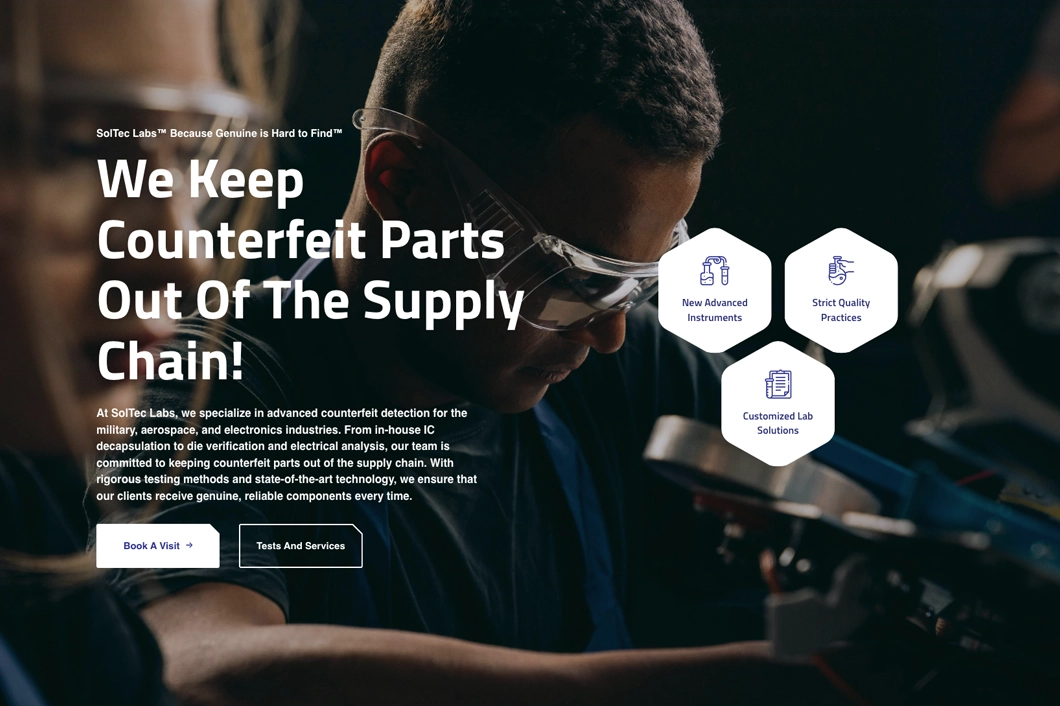 SolTec Labs™ Because Genuine is Hard to Find™
We Keep
Counterfeit Parts
Out Of The Supply
Chain!
At SolTec Labs, we specialize in advanced counterfeit detection for the
military, aerospace, and electronics industries. From in-house IC
decapsulation to die verification and electrical analysis, our team is
committed to keeping counterfeit parts out of the supply chain. With
rigorous testing methods and state-of-the-art technology, we ensure that
our clients receive genuine, reliable components every time.
Book A Visit →
Tests And Services
New Advanced
Instruments
Strict Quality
Practices
Customized Lab
Solutions